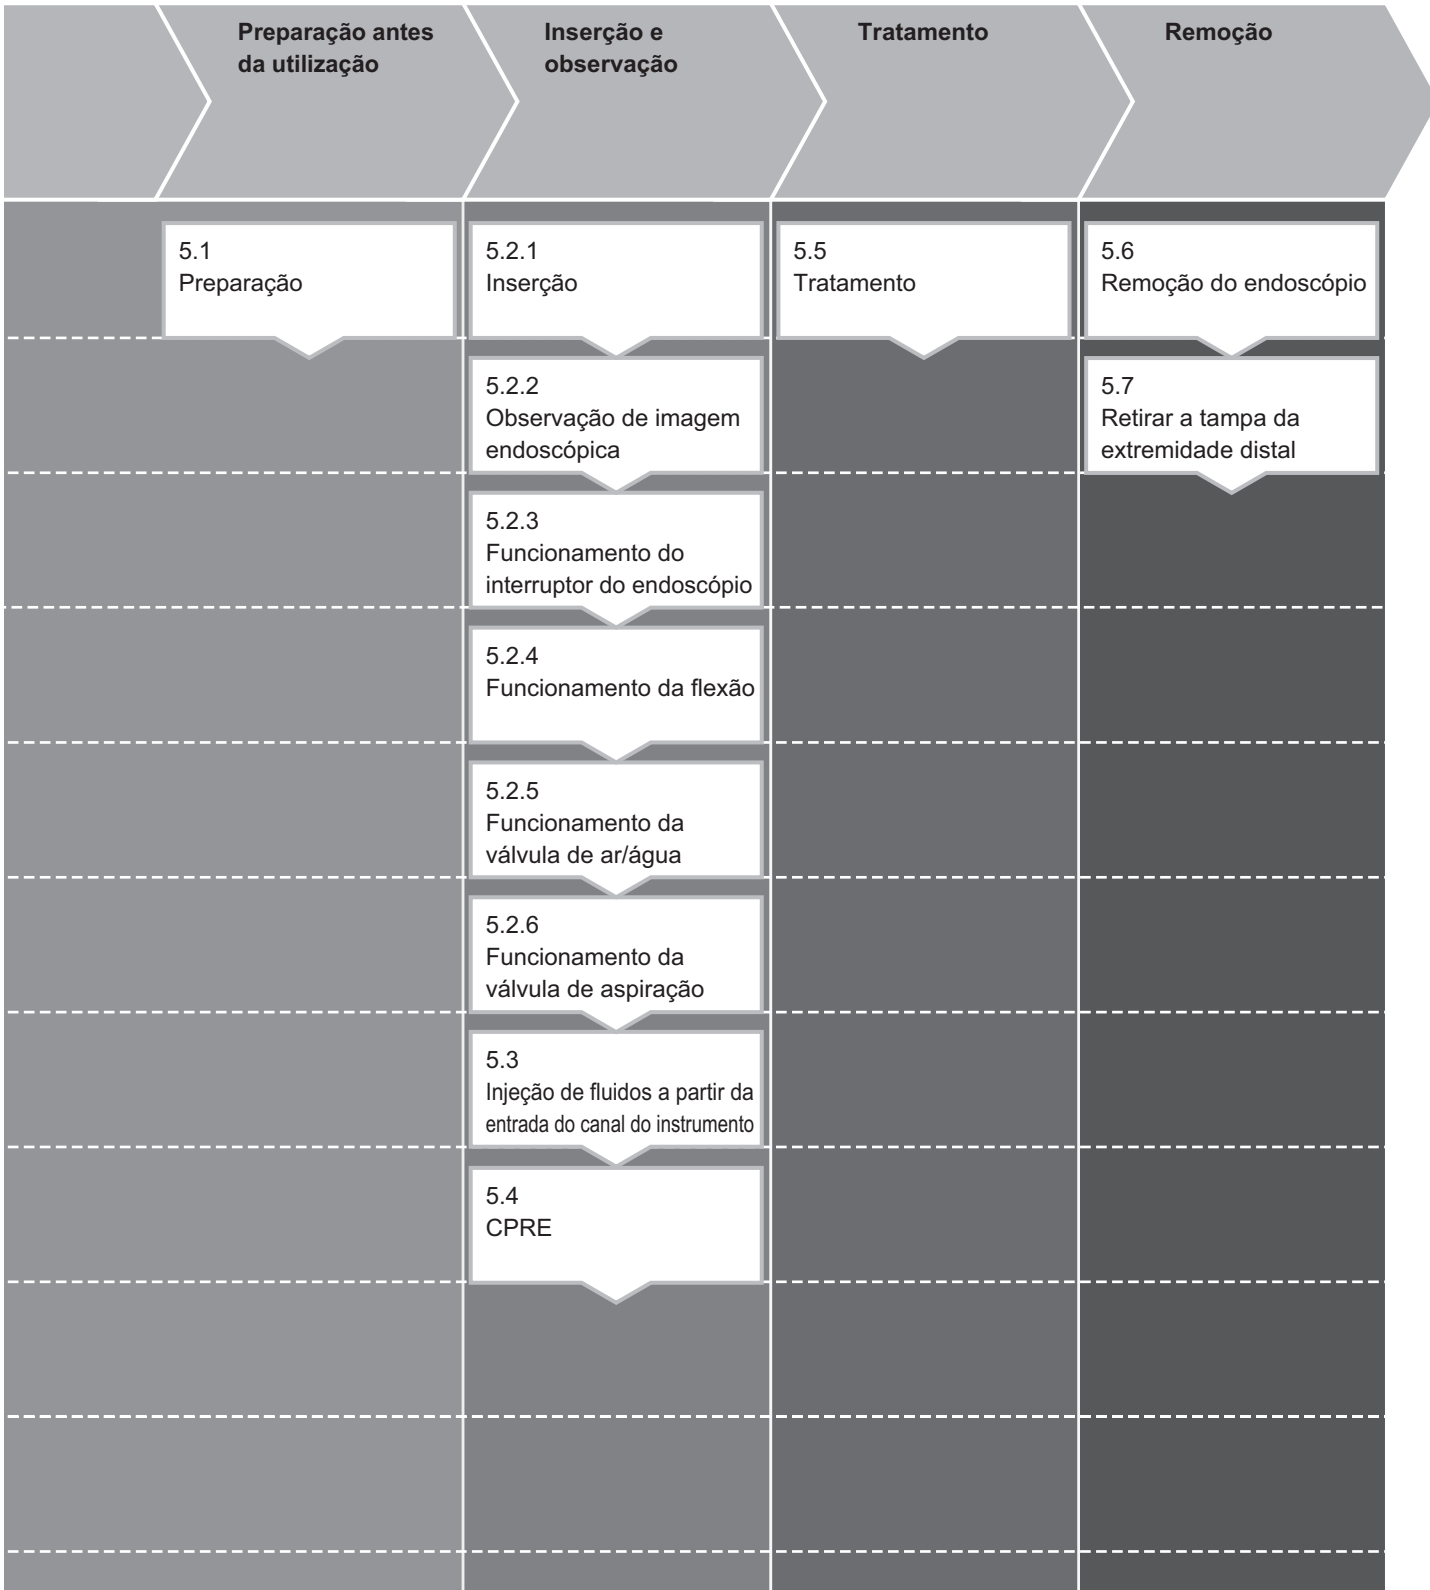 Preparação antes
da utilização
Inserção e
observação
Tratamento
Remoção
5.1
Preparação
5.2.1
Inserção
5.2.2
Observação de imagem
endoscópica
5.2.3
Funcionamento do
interruptor do endoscópio
5.2.4
Funcionamento da flexão
5.2.5
Funcionamento da
válvula de ar/água
5.2.6
Funcionamento da
válvula de aspiração
5.3
Injeção de fluidos a partir da
entrada do canal do instrumento
5.4
CPRE
5.5
Tratamento
5.6
Remoção do endoscópio
5.7
Retirar a tampa da
extremidade distal